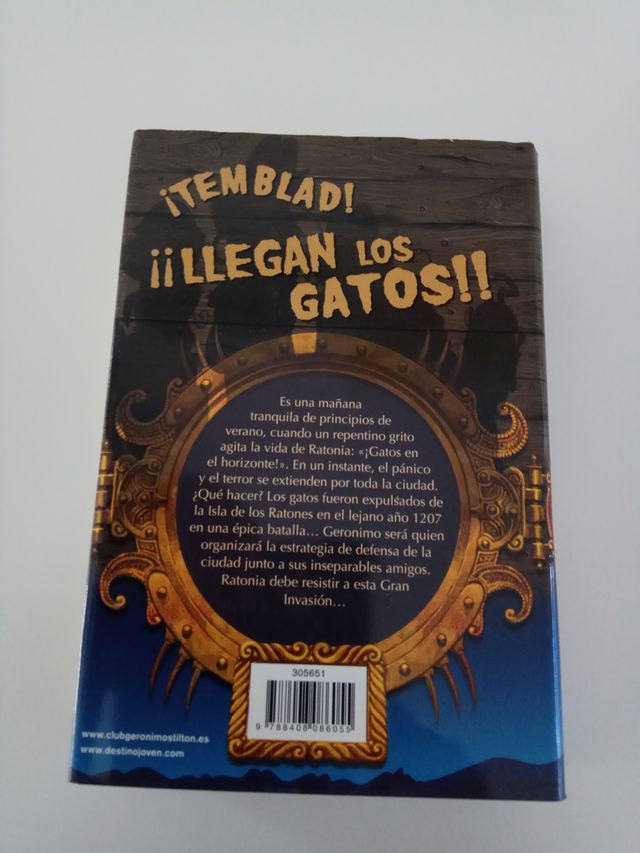 ¡TEMBLAD!
¡¡LLEGAN LOS
GATOS!!
Es una mañana
tranquila de principios de
verano, cuando un repentino grito
agita la vida de Ratonia: «¡Gatos en
el horizonte!». En un instante, el pánico
y el terror se extienden por toda la ciudad.
¿Qué hacer? Los gatos fueron expulsados de
la Isla de los Ratones en el lejano año 1207
en una épica batalla... Geronimo será quien
organizará la estrategia de defensa de la
ciudad junto a sus inseparables amigos.
Ratonia debe resistir a esta Gran
Invasión...
305651
9 788408 086055
www.clubgeronimostilton.es
www.destinojoven.com